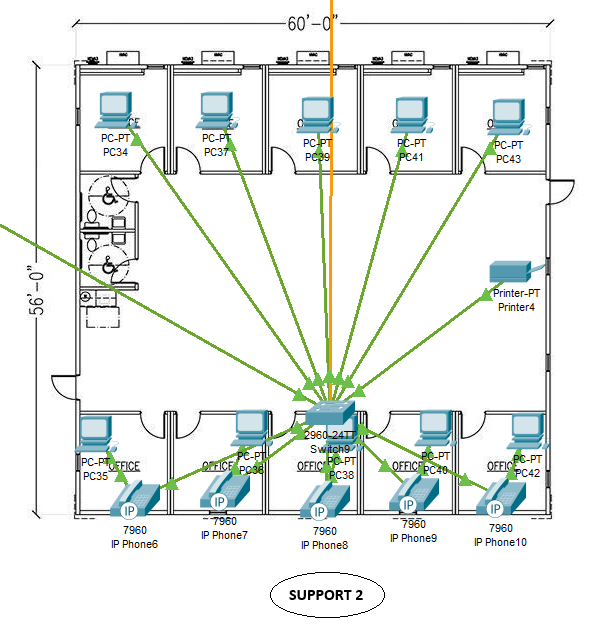 60'-0"
56'-0"
PC-PT
PC34
PC-PT
PC37
PC-PT
PC39
PC-PT
PC41
PC-PT
PC43
Printer-PT
Printer4
2960-24TT
Switch9
PC-PT
PC35
OFFICE
OFFICE
PC36
PC-PT
PC38
OFFICE
PC-PT
PC40
OFFICE
PC-PT
PC42
IP
7960
IP Phone6
IP
7960
IP Phone7
IP
7960
IP Phone8
IP
7960
IP Phone9
IP
7960
IP Phone10
SUPPORT 2